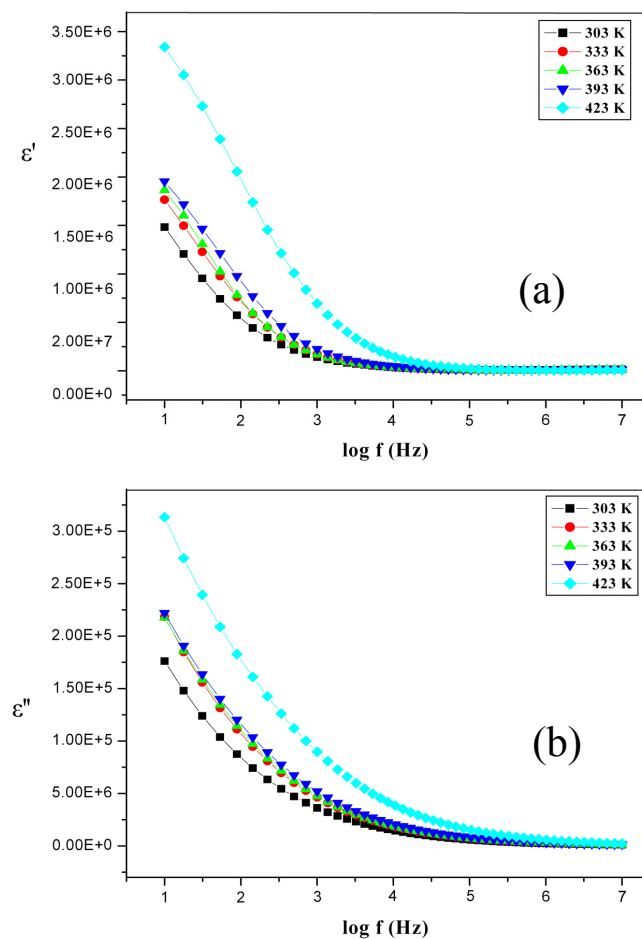 3.50E+6
3.00E+6
2.50E+6
2.00E+6
1.50E+6
1.00E+6
2.00E+7
0.00E+0
ε'
303 K
333 K
363 K
393 K
423 K
(a)
1 2 3 4 5 6 7
log f (Hz)
3.00E+5
2.50E+5
2.00E+5
1.50E+5
1.00E+5
5.00E+6
0.00E+0
ε"
303 K
333 K
363 K
393 K
423 K
(b)
1 2 3 4 5 6 7
log f (Hz)